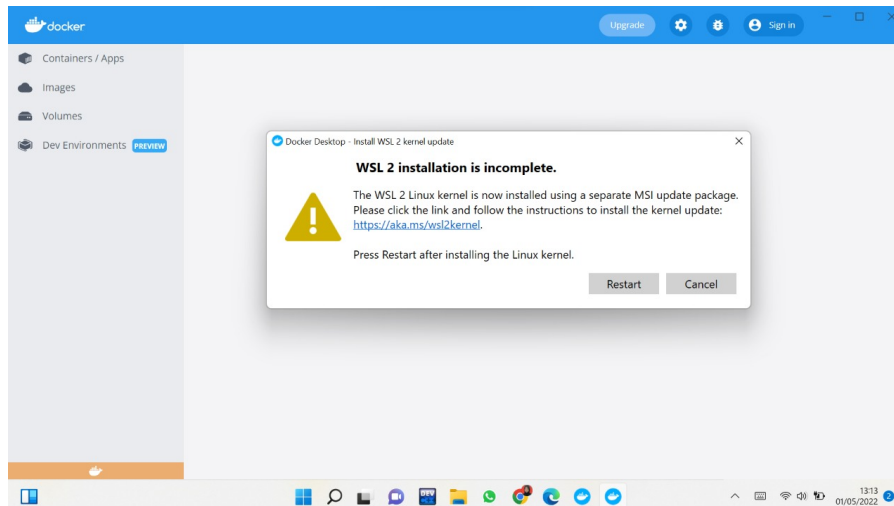 docker
Upgrade
Sign in
Containers / Apps
Images
Volumes
Dev Environments PREVIEW
Docker Desktop - Install WSL 2 kernel update
WSL 2 installation is incomplete.
The WSL 2 Linux kernel is now installed using a separate MSI update package.
Please click the link and follow the instructions to install the kernel update:
https://aka.ms/wsl2kernel.
Press Restart after installing the Linux kernel.
Restart
Cancel
DEV
13:13
01/05/2022
2